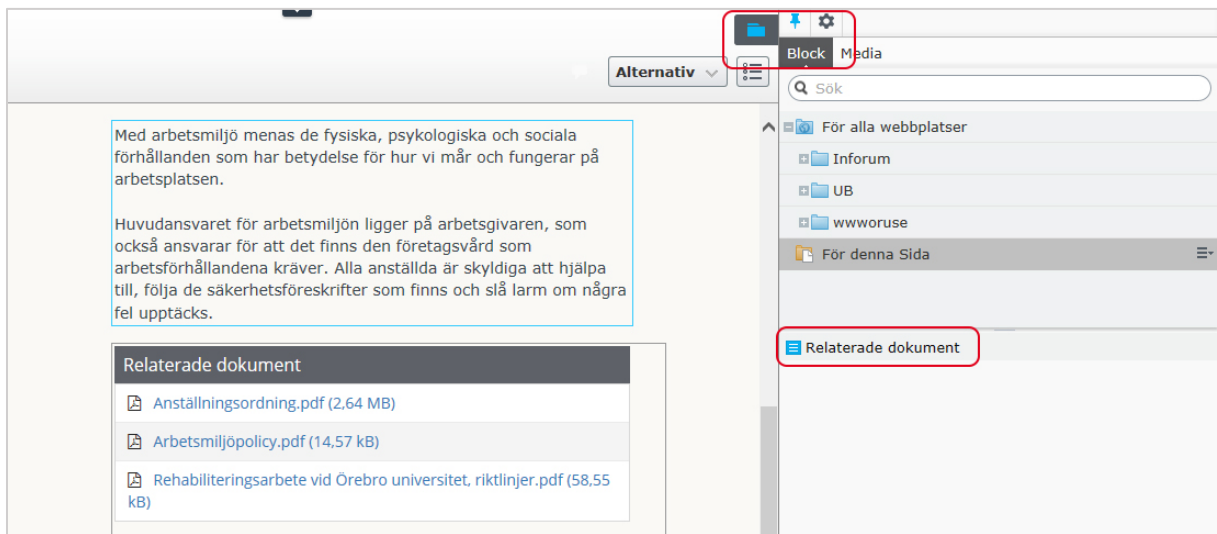 Alternativ
Med arbetsmiljö menas de fysiska, psykologiska och sociala
förhållanden som har betydelse för hur vi mår och fungerar på
arbetsplatsen.
Huvudansvaret för arbetsmiljön ligger på arbetsgivaren, som
också ansvarar för att det finns den företagsvård som
arbetsförhållandena kräver. Alla anställda är skyldiga att hjälpa
till, följa de säkerhetsföreskrifter som finns och slå larm om några
fel upptäcks.
Relaterade dokument
Anställningsordning.pdf (2,64 MB)
Arbetsmiljöpolicy.pdf (14,57 kB)
Rehabiliteringsarbete vid Örebro universitet, riktlinjer.pdf (58,55
kB)
Block Media
Sök
För alla webbplatser
Inforum
UB
wwworuse
För denna Sida
Relaterade dokument